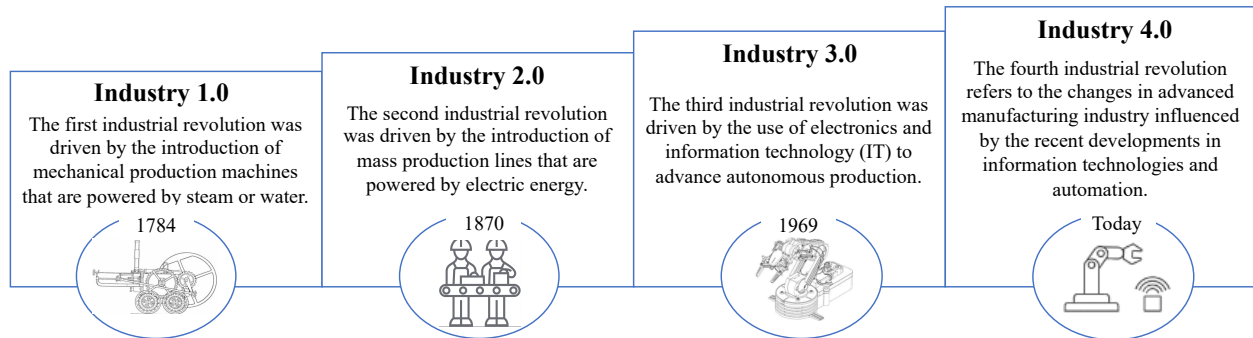 Industry 1.0
The first industrial revolution was
driven by the introduction of
mechanical production machines
that are powered by steam or water.
1784
Industry 2.0
The second industrial revolution
was driven by the introduction of
mass production lines that are
powered by electric energy.
1870
Industry 3.0
The third industrial revolution was
driven by the use of electronics and
information technology (IT) to
advance autonomous production.
1969
Industry 4.0
The fourth industrial revolution
refers to the changes in advanced
manufacturing industry influenced
by the recent developments in
information technologies and
automation.
Today